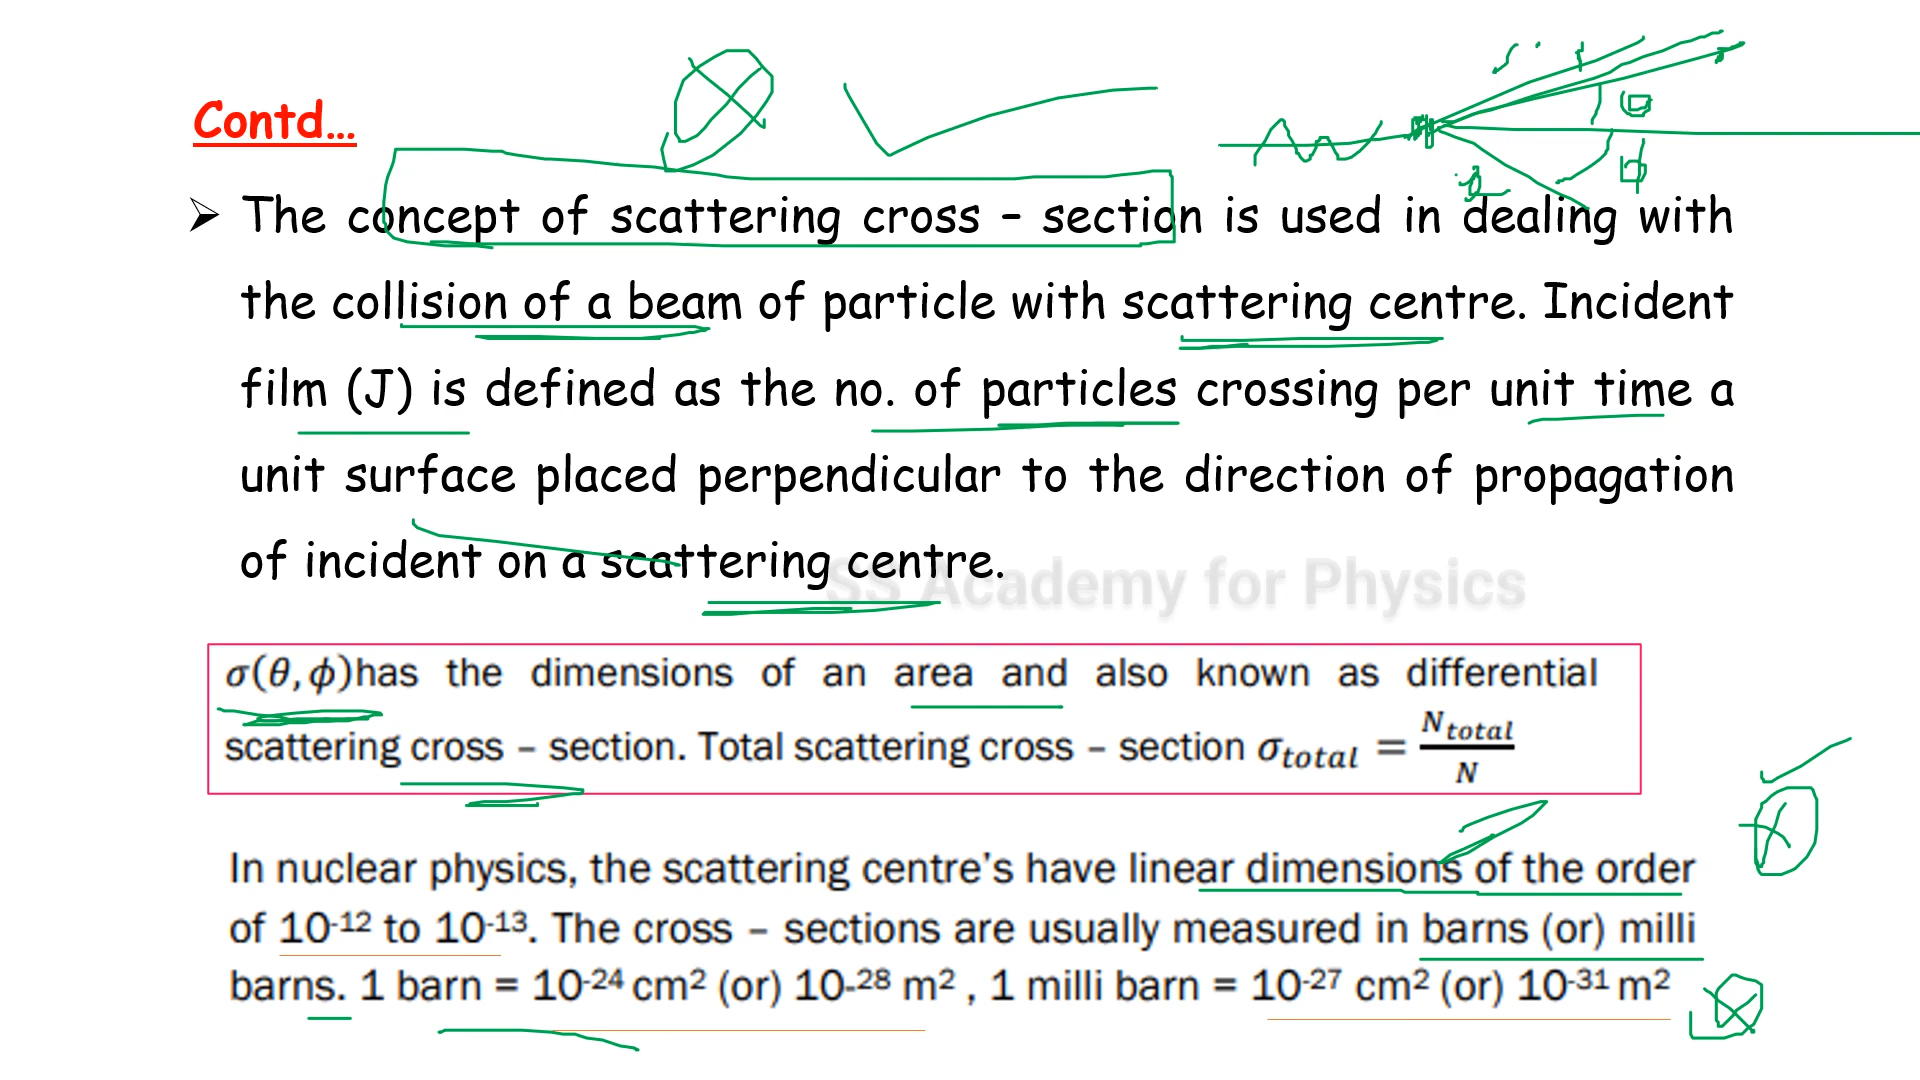 Contd...
➢ The concept of scattering cross – section is used in dealing with
the collision of a beam of particle with scattering centre. Incident
film (J) is defined as the no. of particles crossing per unit time a
unit surface placed perpendicular to the direction of propagation
of incident on a scattering centre.
SS Academy for Physics
σ(θ, ϕ)has the dimensions of an area and also known as differential
scattering cross – section. Total scattering cross – section σ_total = N_total / N
In nuclear physics, the scattering centre’s have linear dimensions of the order
of 10⁻¹² to 10⁻¹³. The cross – sections are usually measured in barns (or) milli
barns. 1 barn = 10⁻²⁴ cm² (or) 10⁻²⁸ m² , 1 milli barn = 10⁻²⁷ cm² (or) 10⁻³¹ m²